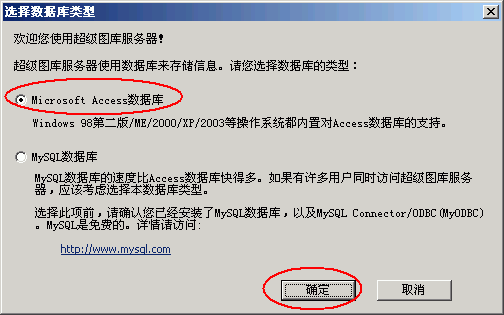 选择数据库类型
欢迎您使用超级图库服务器!
超级图库服务器使用数据库来存储信息。请您选择数据库的类型:
Microsoft Access数据库
Windows 98第二版/ME/2000/XP/2003等操作系统都内置对Access数据库的支持。
MySQL数据库
MySQL数据库的速度比Access数据库快得多。如果有许多用户同时访问超级图库服务
器,应该考虑选择本数据库类型。
选择此项前,请确认您已经安装了MySQL数据库,以及MySQL Connector/ODBC(MyODBC)
。MySQL是免费的。详情请访问:
http://www.mysql.com
确定
取消